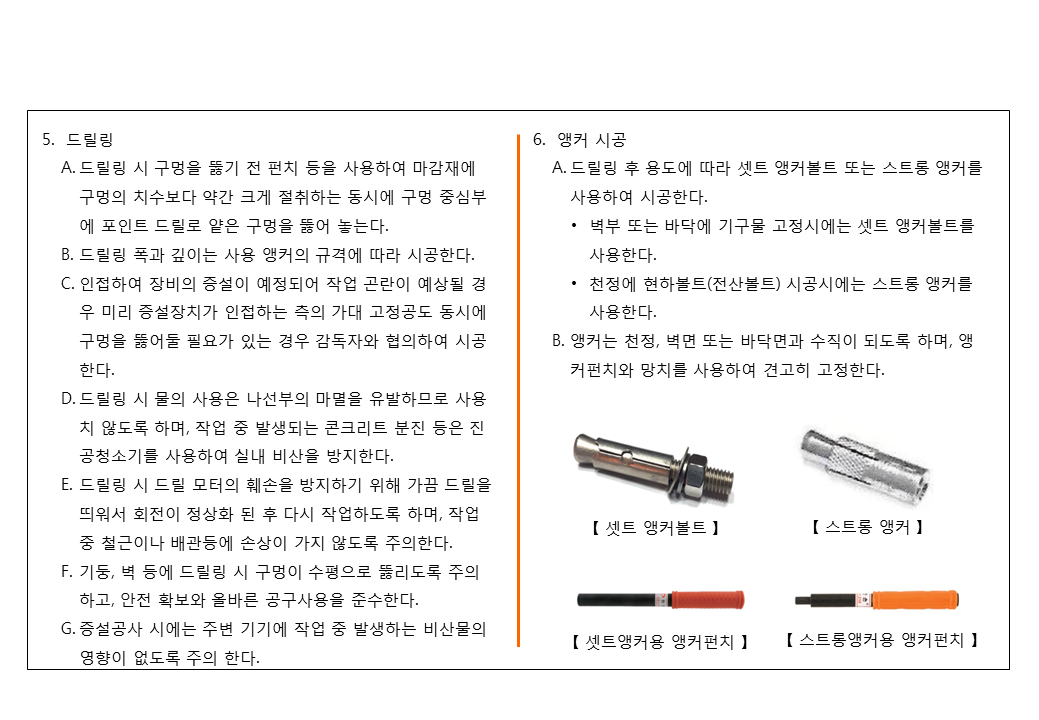 5. 드릴링
A. 드릴링 시 구멍을 뚫기 전 펀치 등을 사용하여 마감재에
구멍의 치수보다 약간 크게 절취하는 동시에 구멍 중심부
에 포인트 드릴로 얕은 구멍을 뚫어 놓는다.
B. 드릴링 폭과 깊이는 사용 앵커의 규격에 따라 시공한다.
C. 인접하여 장비의 증설이 예정되어 작업 곤란이 예상될 경
우 미리 증설장치가 인접하는 측의 가대 고정공도 동시에
구멍을 뚫어둘 필요가 있는 경우 감독자와 협의하여 시공
한다.
D. 드릴링 시 물의 사용은 나선부의 마멸을 유발하므로 사용
치 않도록 하며, 작업 중 발생되는 콘크리트 분진 등은 진
공청소기를 사용하여 실내 비산을 방지한다.
E. 드릴링 시 드릴 모터의 훼손을 방지하기 위해 가끔 드릴을
띄워서 회전이 정상화 된 후 다시 작업하도록 하며, 작업
중 철근이나 배관등에 손상이 가지 않도록 주의한다.
F. 기둥, 벽 등에 드릴링 시 구멍이 수평으로 뚫리도록 주의
하고, 안전 확보와 올바른 공구사용을 준수한다.
G. 증설공사 시에는 주변 기기에 작업 중 발생하는 비산물의
영향이 없도록 주의 한다.
6. 앵커 시공
A. 드릴링 후 용도에 따라 셋트 앵커볼트 또는 스트롱 앵커를
사용하여 시공한다.
• 벽부 또는 바닥에 기구물 고정시에는 셋트 앵커볼트를
사용한다.
• 천정에 현하볼트(전산볼트) 시공시에는 스트롱 앵커를
사용한다.
B. 앵커는 천정, 벽면 또는 바닥면과 수직이 되도록 하며, 앵
커펀치와 망치를 사용하여 견고히 고정한다.
【 셋트 앵커볼트 】
【 스트롱 앵커 】
【 셋트앵커용 앵커펀치 】
【 스트롱앵커용 앵커펀치 】